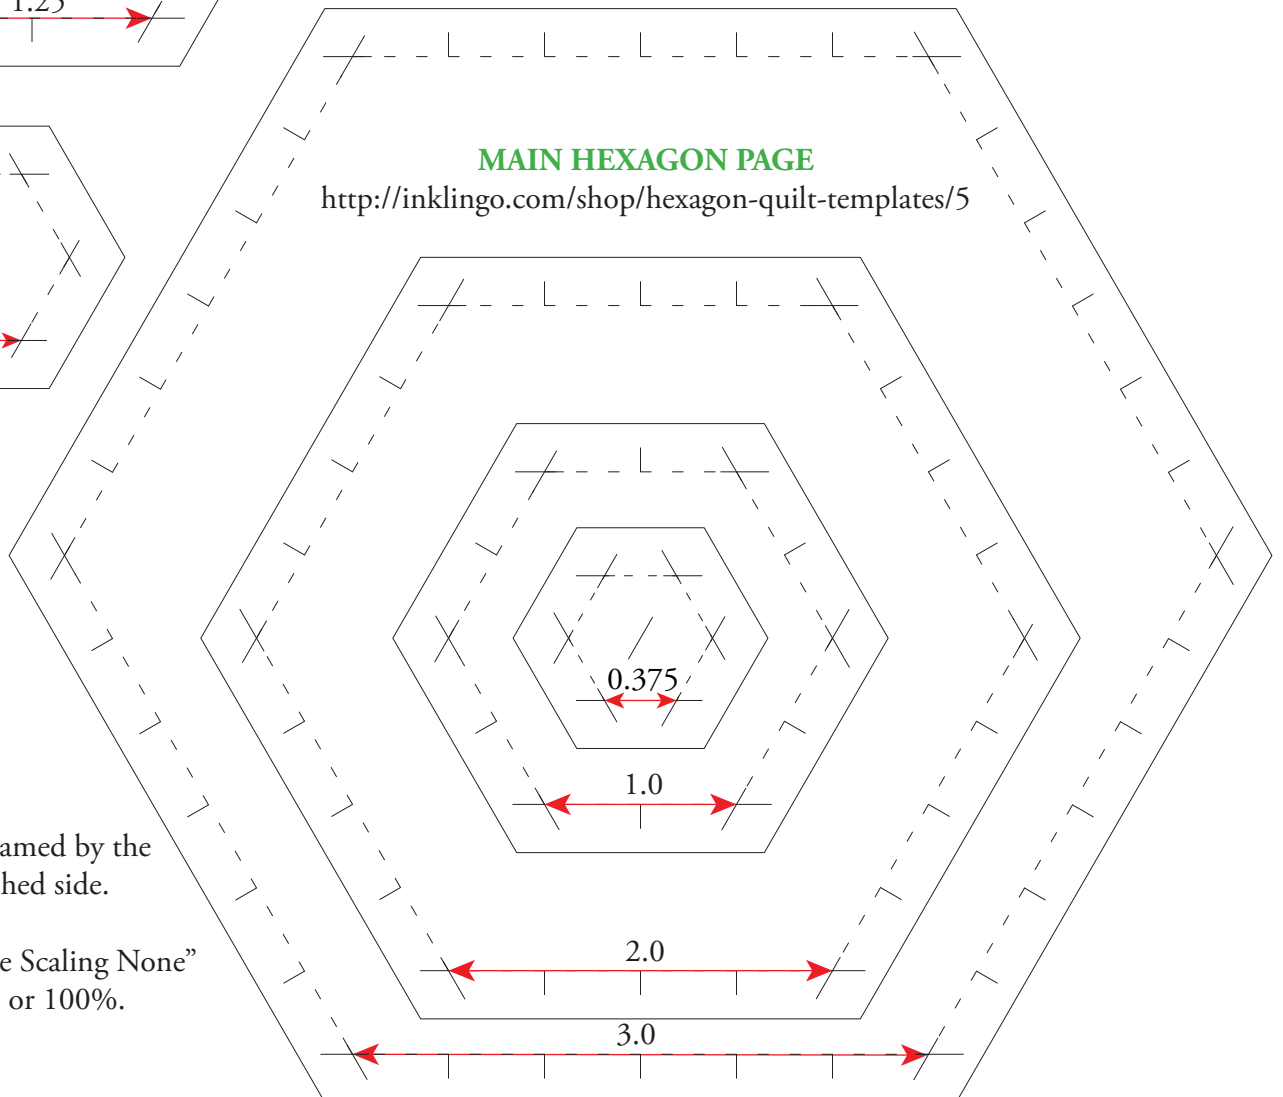 1.25
MAIN HEXAGON PAGE
http://inklingo.com/shop/hexagon-quilt-templates/5
0.375
1.0
amed by the
hed side.
e Scaling None”
or 100%.
2.0
3.0